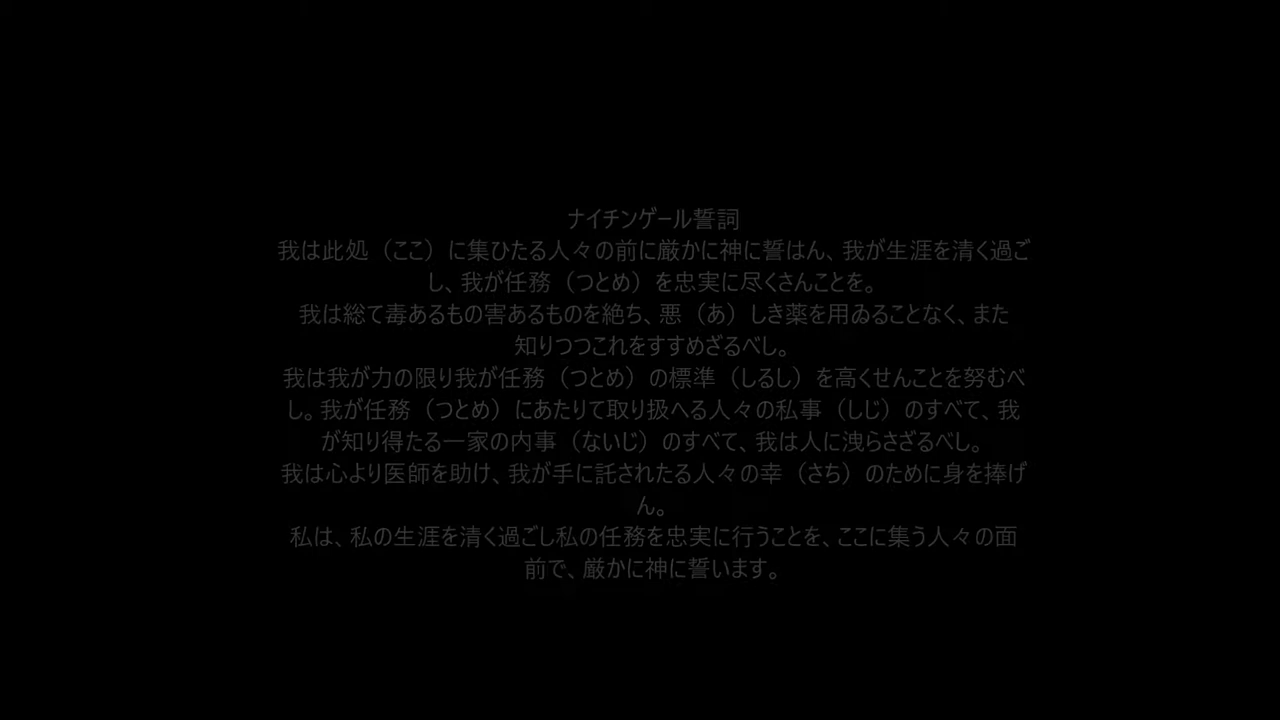 ナイチンゲール誓詞
我は此処（ここ）に集ひたる人々の前に厳かに神に誓はん、我が生涯を清く過ご
し、我が任務（つとめ）を忠実に尽くさんことを。
我は総て毒あるもの害あるものを絶ち、悪（あ）しき薬を用ゐることなく、また
知りつつこれをすすめざるべし。
我は我が力の限り我が任務（つとめ）の標準（しるし）を高くせんことを努むべ
し。我が任務（つとめ）にあたりて取り扱へる人々の私事（しじ）のすべて、我
が知り得たる一家の内事（ないじ）のすべて、我は人に洩らさざるべし。
我は心より医師を助け、我が手に託されたる人々の幸（さち）のために身を捧げ
ん。
私は、私の生涯を清く過ごし私の任務を忠実に行うことを、ここに集う人々の面
前で、厳かに神に誓います。